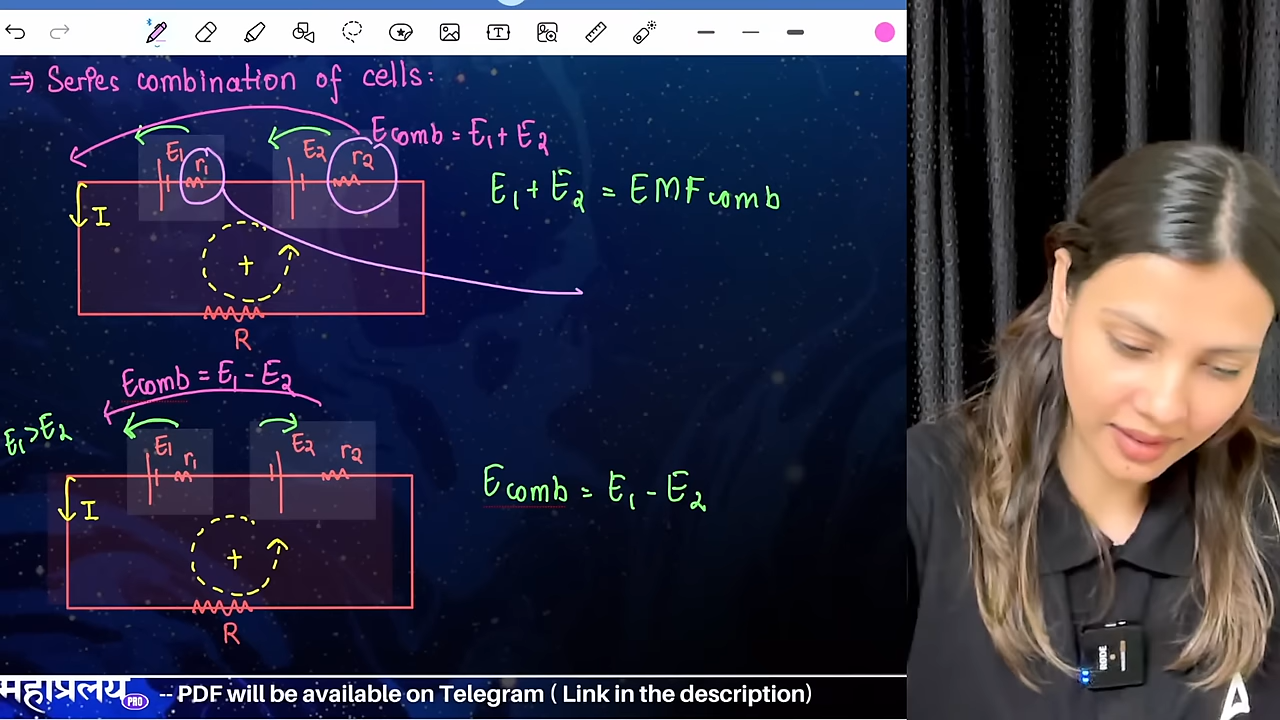 ⇒ Series combination of cells:
Ecomb = E₁ + E₂
E₁ r₁ E₂ r₂
E₁ + E₂ = EMFcomb
I
+
R
Ecomb = E₁ - E₂
E₁>E₂
E₁ r₁ E₂ r₂
Ecomb = E₁ - E₂
I
+
R
RODE
महाप्रलय PRO -- PDF will be available on Telegram ( Link in the description)